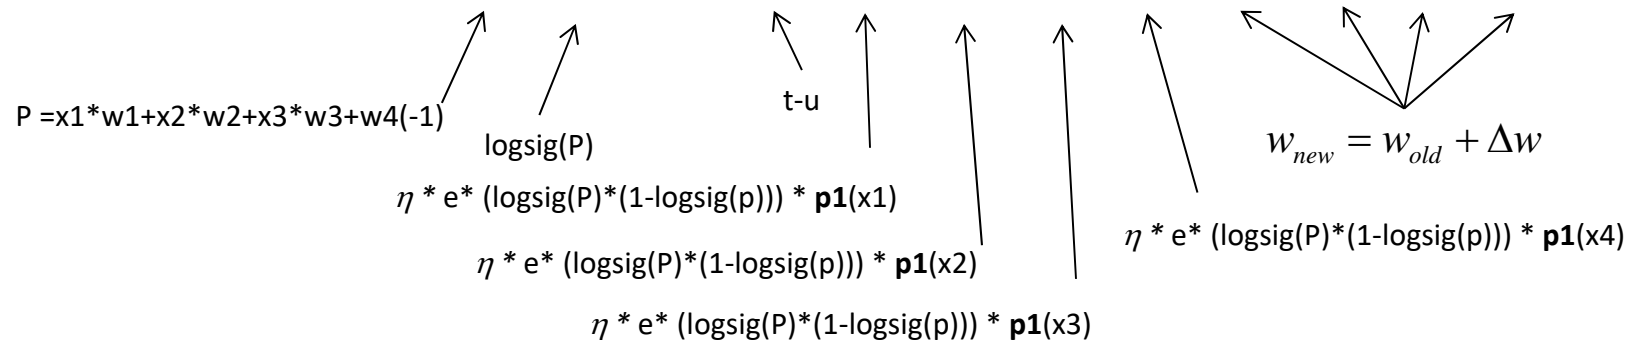 t-u
P =x1*w1+x2*w2+x3*w3+w4(-1)
logsig(P)
w_new = w_old + Δw
η * e* (logsig(P)*(1-logsig(p))) * p1(x1)
η * e* (logsig(P)*(1-logsig(p))) * p1(x4)
η * e* (logsig(P)*(1-logsig(p))) * p1(x2)
η * e* (logsig(P)*(1-logsig(p))) * p1(x3)